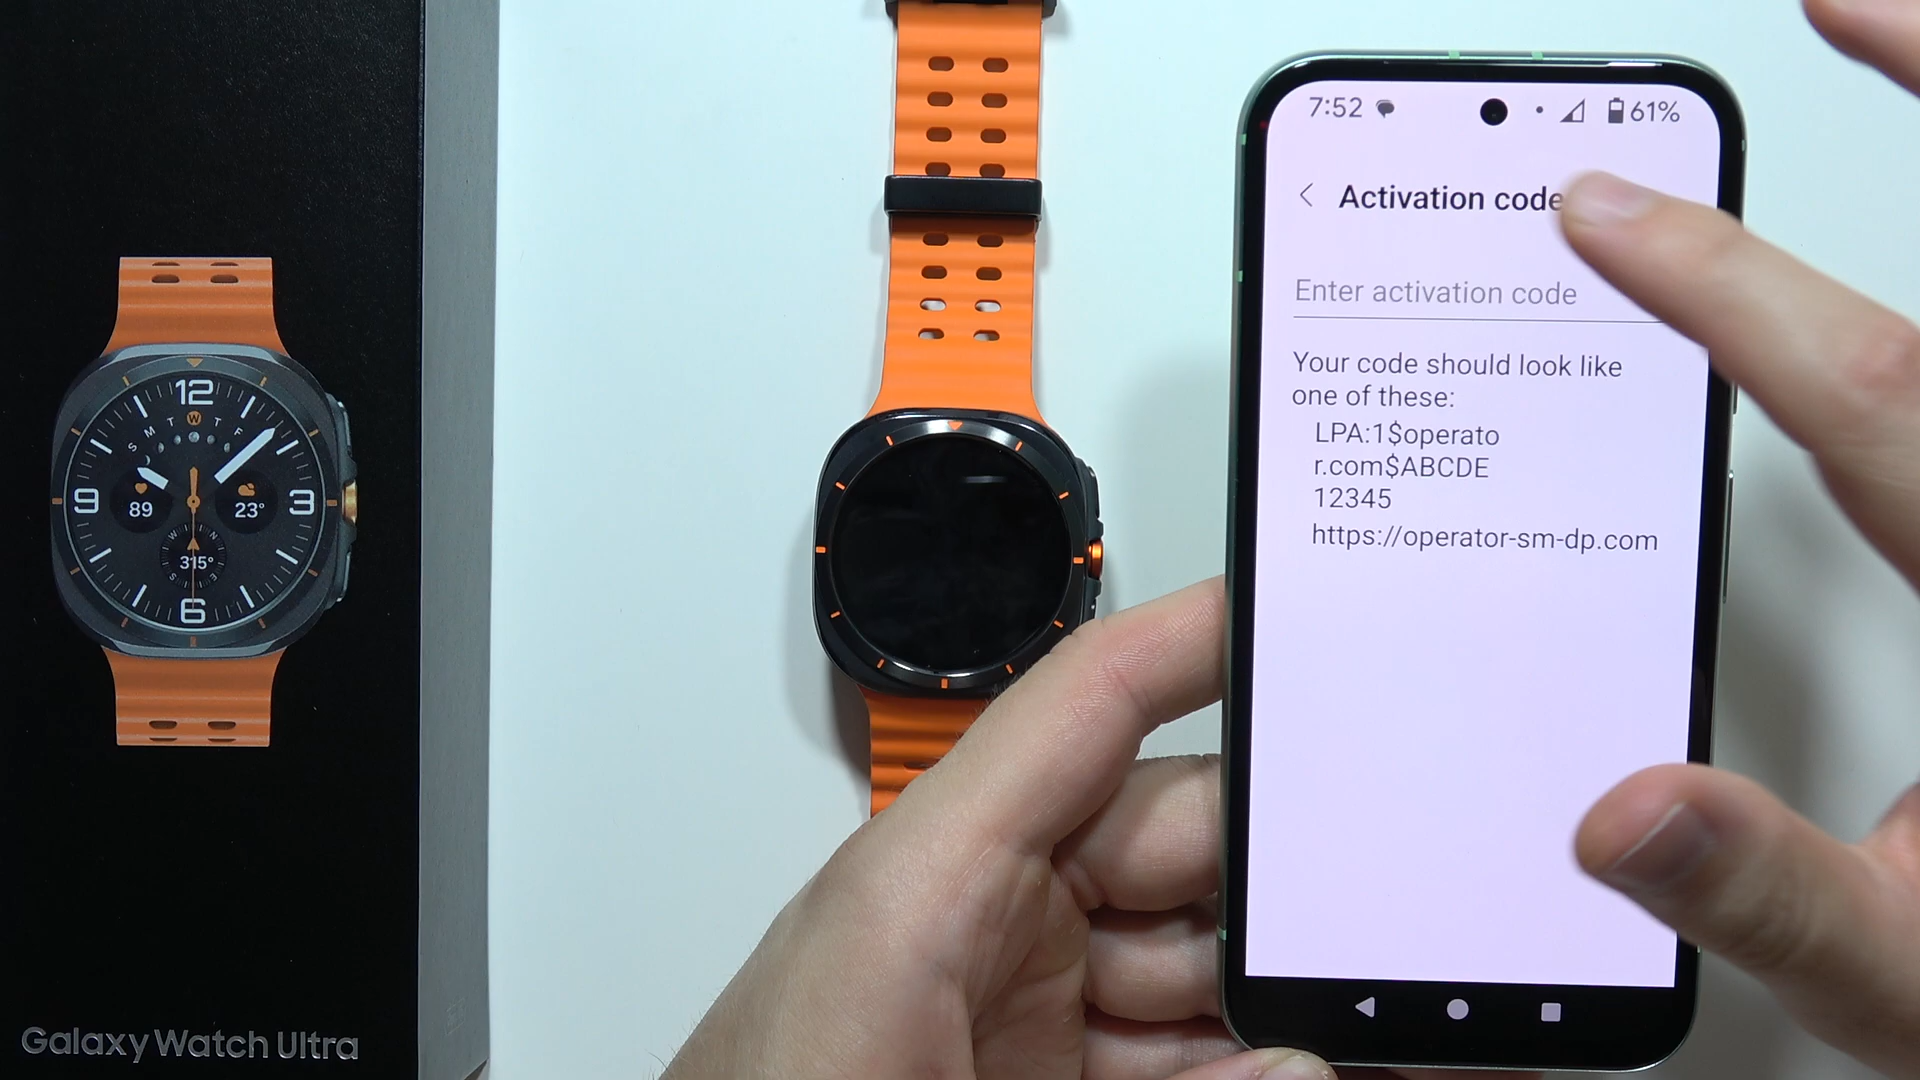 12
S M T W T F
9
3
89
23°
N
W
315°
S
6
Galaxy Watch Ultra
7:52
61%
Activation code
Enter activation code
Your code should look like
one of these:
LPA:1$operato
r.com$ABCDE
12345
https://operator-sm-dp.com